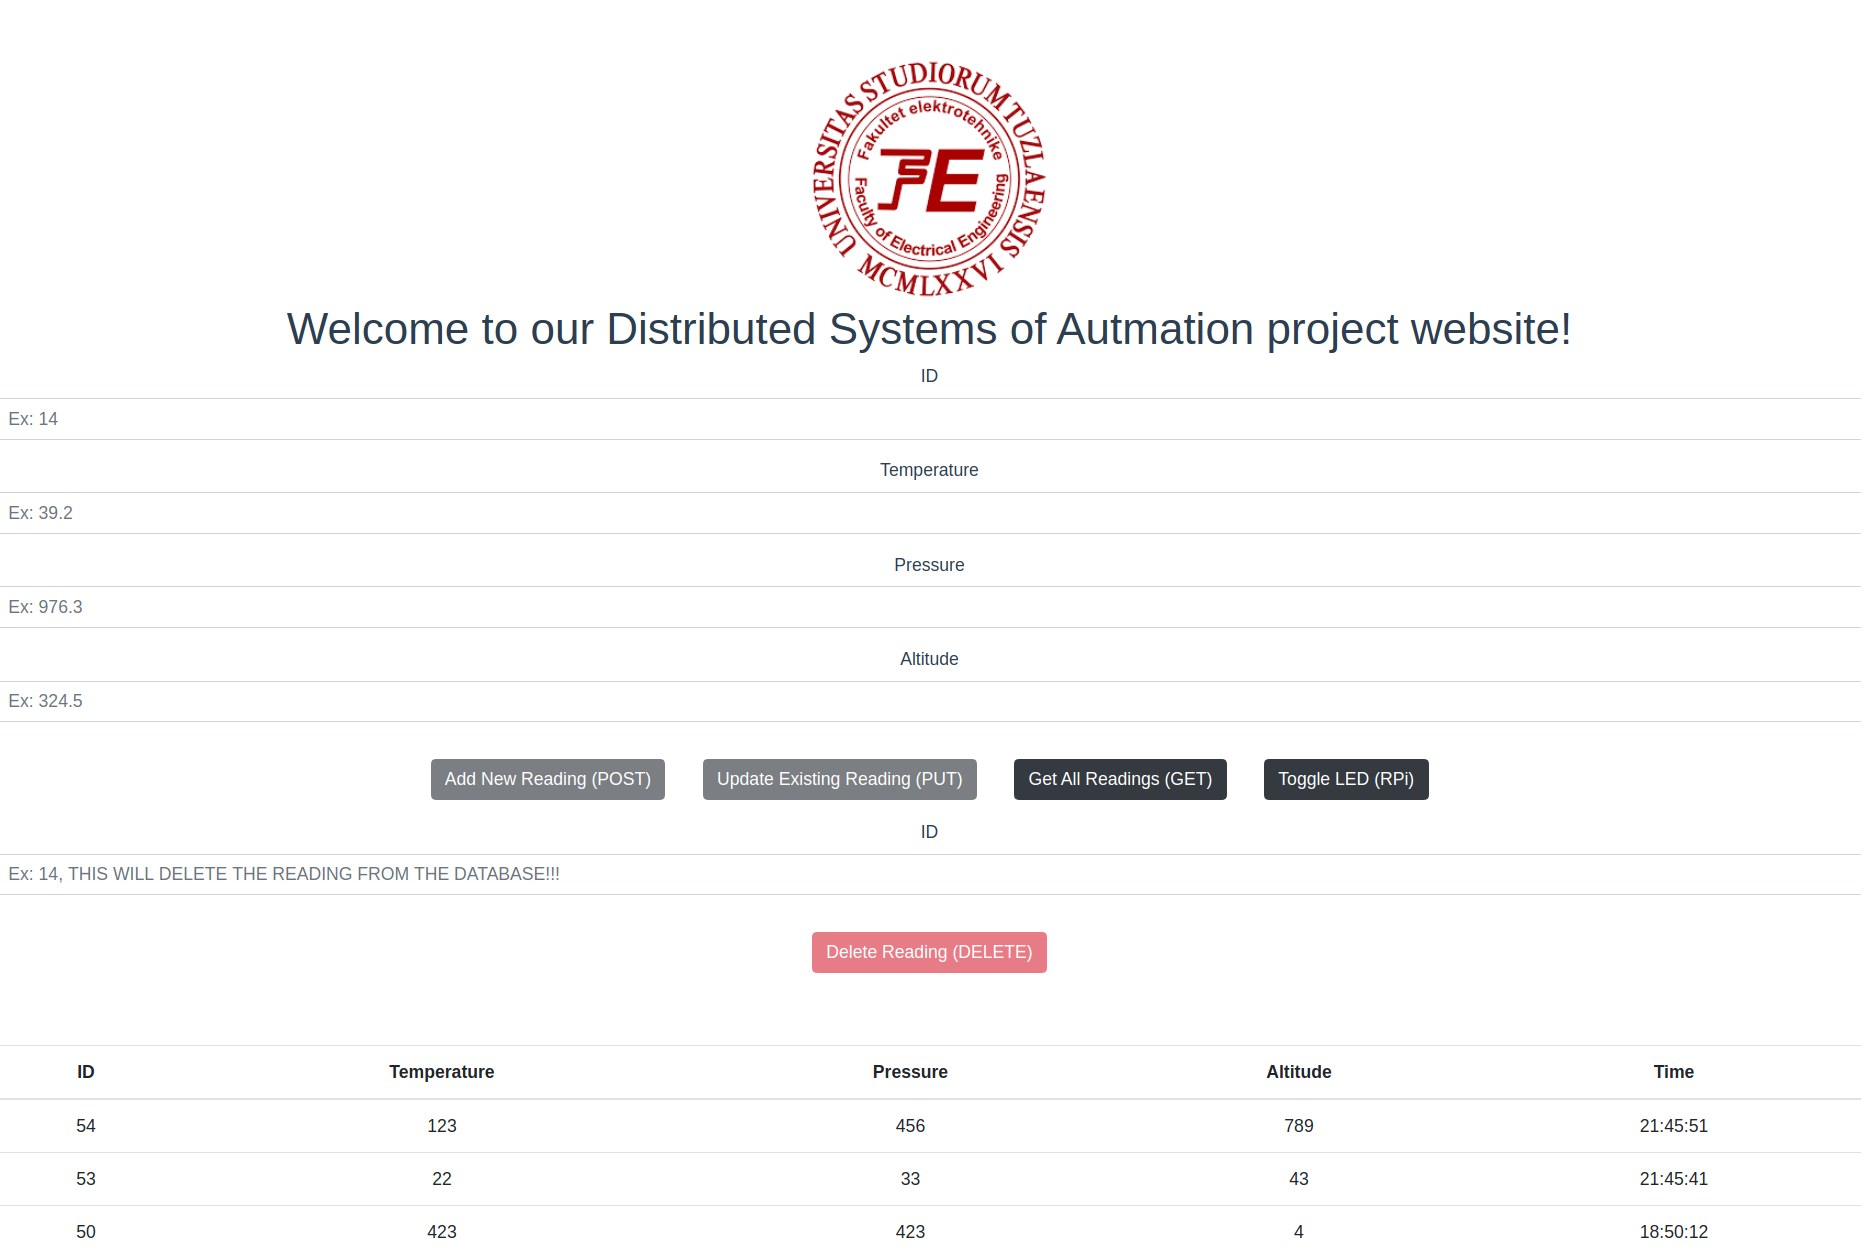 UNIVERSITAS STUDIORUM TUZLAENSIS
MCMLXXVI
Fakultet elektrotehnike
Faculty of Electrical Engineering
Welcome to our Distributed Systems of Autmation project website!
ID
Ex: 14
Temperature
Ex: 39.2
Pressure
Ex: 976.3
Altitude
Ex: 324.5
Add New Reading (POST) Update Existing Reading (PUT) Get All Readings (GET) Toggle LED (RPi)
ID
Ex: 14, THIS WILL DELETE THE READING FROM THE DATABASE!!!
Delete Reading (DELETE)
ID Temperature Pressure Altitude Time
54 123 456 789 21:45:51
53 22 33 43 21:45:41
50 423 423 4 18:50:12